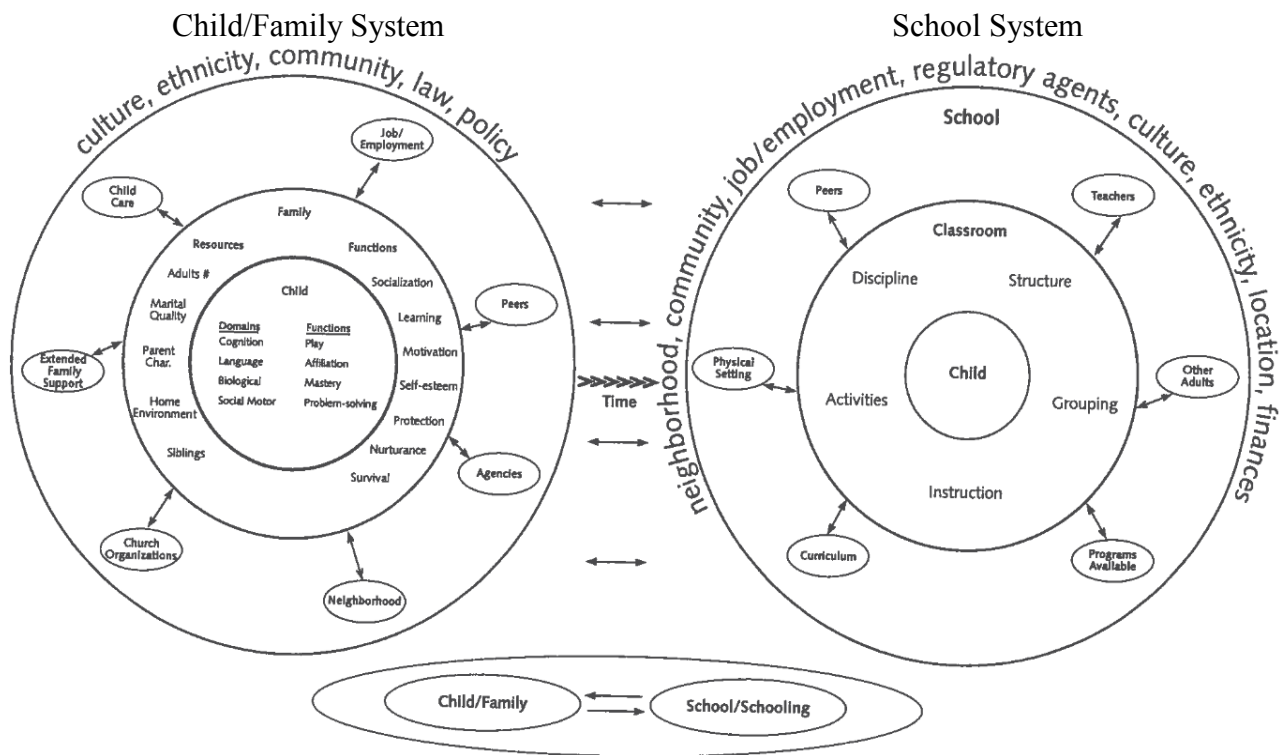 Child/Family System
culture, ethnicity, community, law, policy
Job/
Employment
Child
Care
Family
Resources
Functions
Adults #
Socialization
Marital
Quality
Learning
Peers
Parent
Char.
Motivation
Extended
Family
Support
Self-esteem
Home
Environment
Protection
Siblings
Nurturance
Survival
Agencies
Church
Organizations
Neighborhood
Child
Domains
Cognition
Language
Biological
Social Motor
Functions
Play
Affiliation
Mastery
Problem-solving
Time
School System
neighborhood, community, job/employment, regulatory agents, culture, ethnicity, location, finances
School
Peers
Teachers
Classroom
Discipline
Structure
Physical
Setting
Child
Other
Adults
Activities
Grouping
Instruction
Curriculum
Programs
Available
Child/Family
School/Schooling